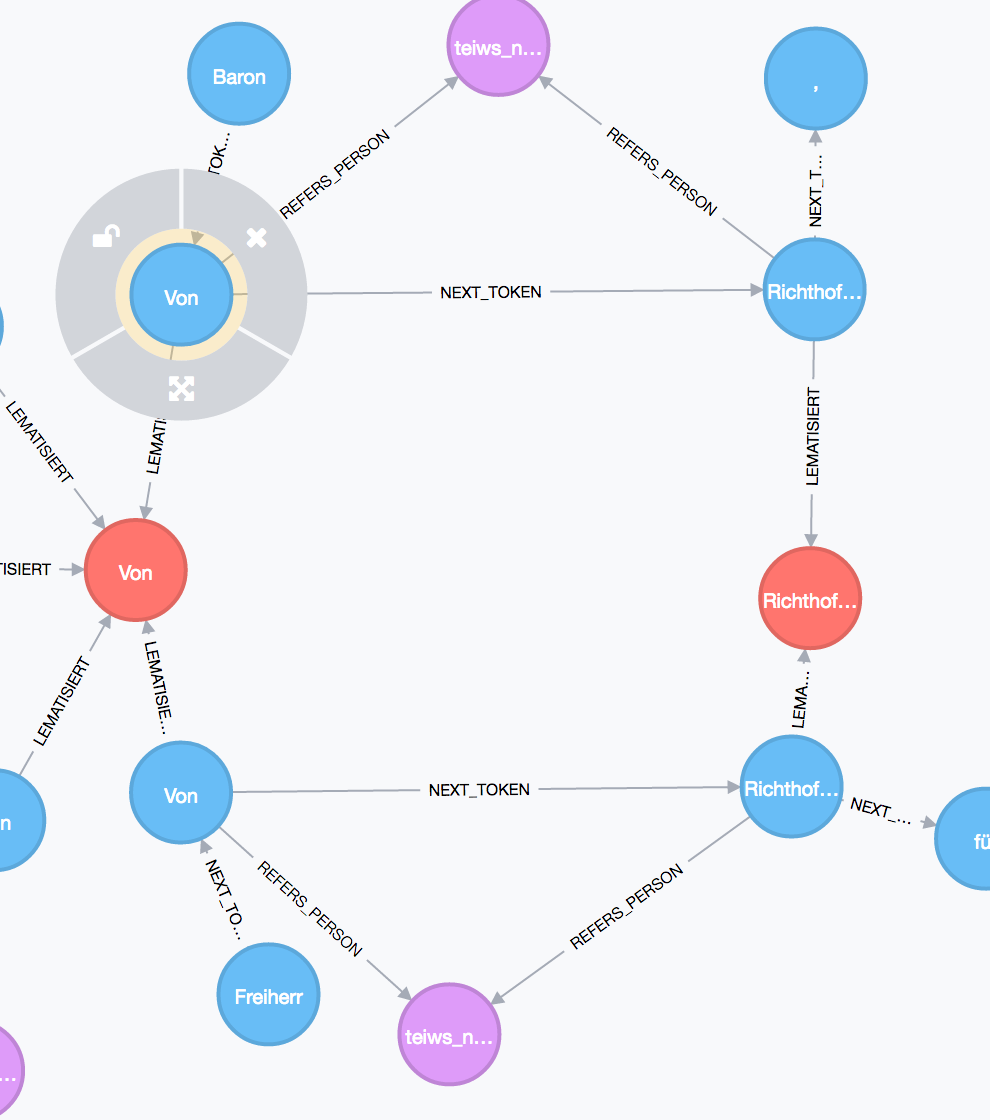 teiws_n...
Baron
,
TOK...
REFERS_PERSON
REFERS_PERSON
NEXT_T...
Von
NEXT_TOKEN
Richthof...
LEMATISIERT
LEMATI
LEMATISIERT
Von
TISIERT
Richthof...
LEMATISIERT
LEMATISIE...
LEMA...
Von
NEXT_TOKEN
Richthof...
NEXT_...
n
fü
NEXT_TO...
REFERS_PERSON
REFERS_PERSON
Freiherr
teiws_n...
...